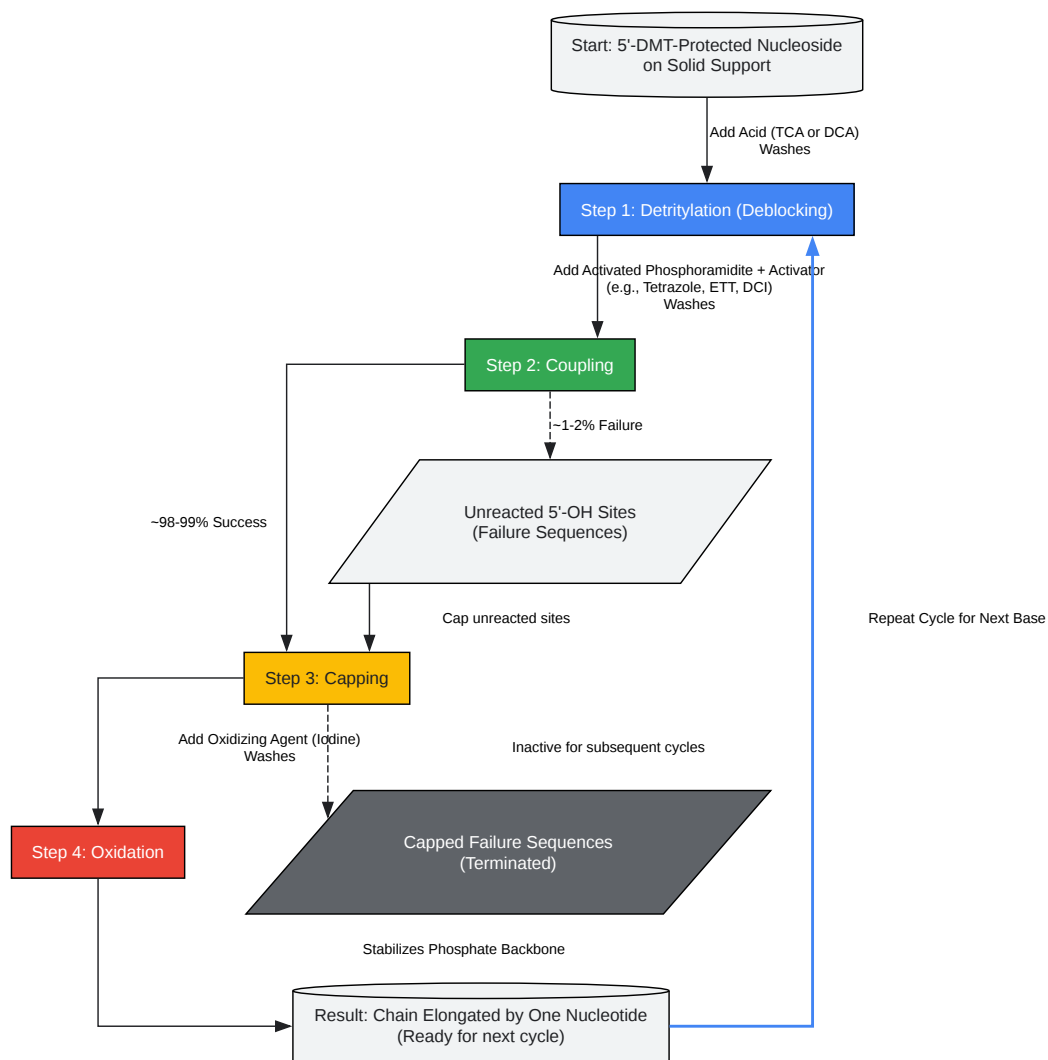 Start: 5'-DMT-Protected Nucleoside
on Solid Support
Add Acid (TCA or DCA)
Washes
Step 1: Detritylation (Deblocking)
Add Activated Phosphoramidite + Activator
(e.g., Tetrazole, ETT, DCI)
Washes
Step 2: Coupling
~1-2% Failure
Unreacted 5'-OH Sites
(Failure Sequences)
~98-99% Success
Cap unreacted sites
Repeat Cycle for Next Base
Step 3: Capping
Add Oxidizing Agent (Iodine)
Washes
Inactive for subsequent cycles
Step 4: Oxidation
Capped Failure Sequences
(Terminated)
Stabilizes Phosphate Backbone
Result: Chain Elongated by One Nucleotide
(Ready for next cycle)